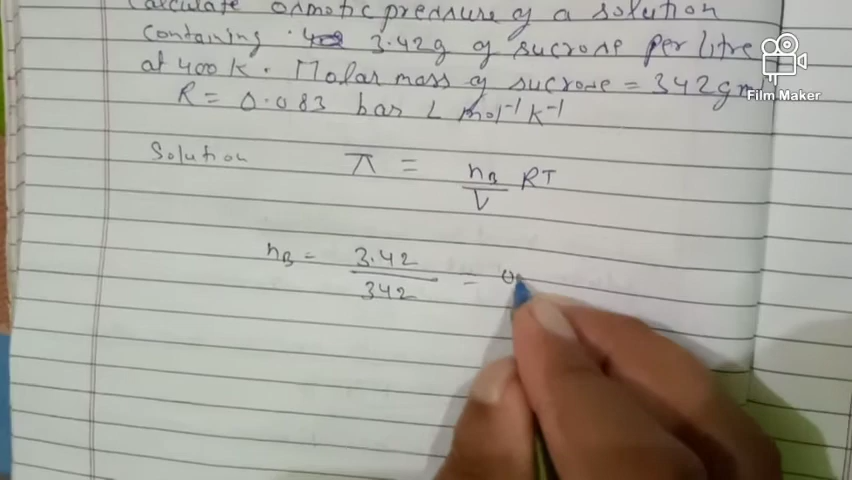 Calculate osmotic pressure of a solution
containing 3.42g of sucrose per litre
at 400 K. Molar mass of sucrose = 342 g
R = 0.083 bar L mol⁻¹ K⁻¹
Film Maker
Solution π = nB/V RT
nB = 3.42/342 = 0